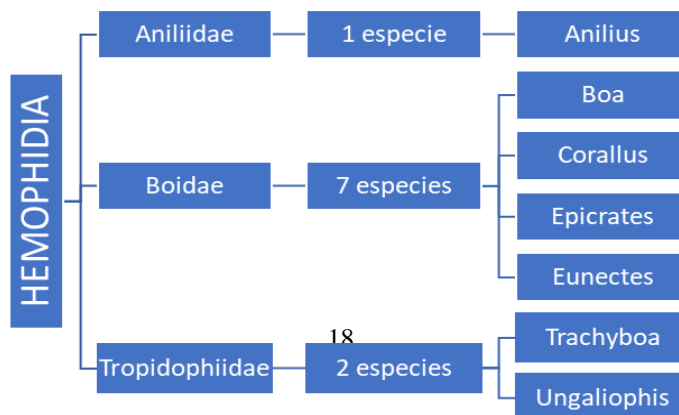 HEMOPHIDIA
Aniliidae
1 especie
Anilius
Boidae
7 especies
Boa
Corallus
Epicrates
Eunectes
18
Tropidophiidae
2 especies
Trachyboa
Ungaliophis